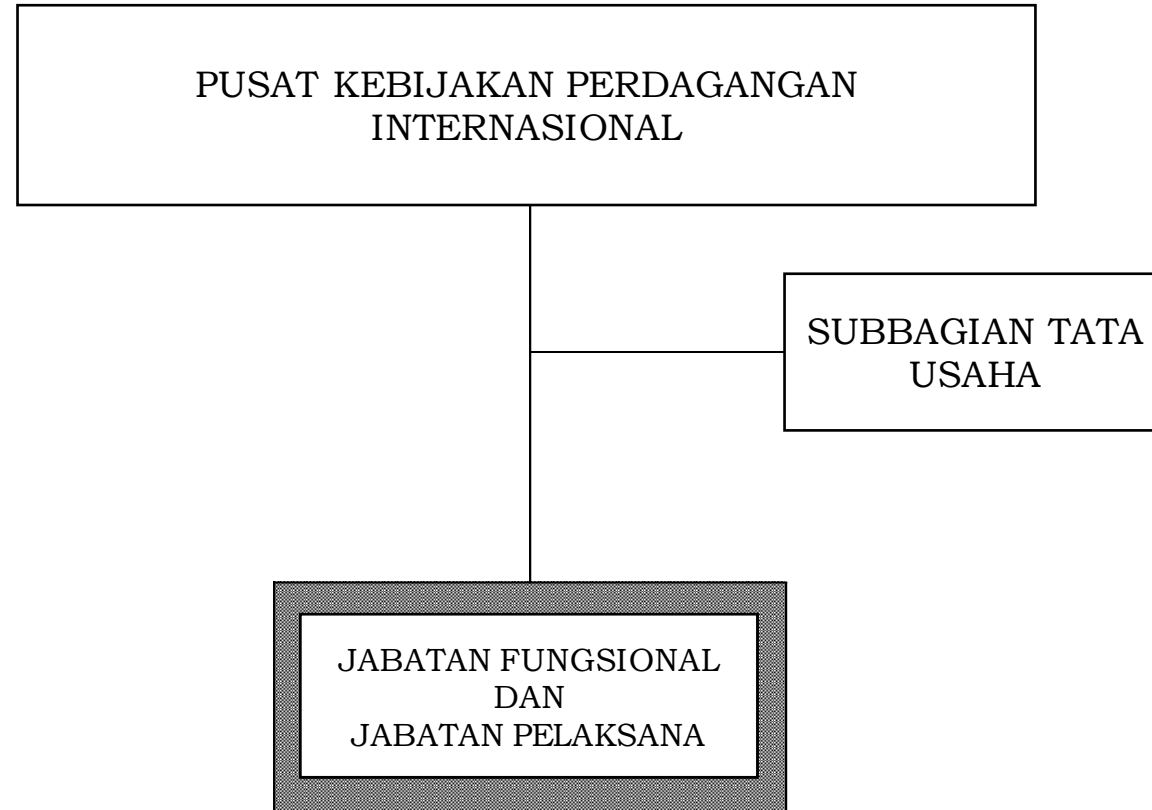 PUSAT KEBIJAKAN PERDAGANGAN
INTERNASIONAL
SUBBAGIAN TATA
USAHA
JABATAN FUNGSIONAL
DAN
JABATAN PELAKSANA